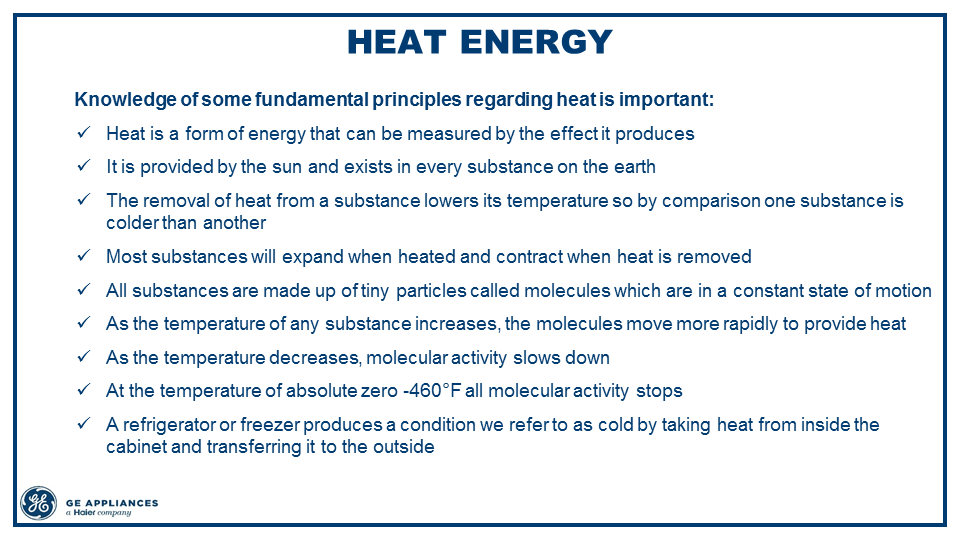 HEAT ENERGY
Knowledge of some fundamental principles regarding heat is important:
✓ Heat is a form of energy that can be measured by the effect it produces
✓ It is provided by the sun and exists in every substance on the earth
✓ The removal of heat from a substance lowers its temperature so by comparison one substance is
colder than another
✓ Most substances will expand when heated and contract when heat is removed
✓ All substances are made up of tiny particles called molecules which are in a constant state of motion
✓ As the temperature of any substance increases, the molecules move more rapidly to provide heat
✓ As the temperature decreases, molecular activity slows down
✓ At the temperature of absolute zero -460°F all molecular activity stops
✓ A refrigerator or freezer produces a condition we refer to as cold by taking heat from inside the
cabinet and transferring it to the outside
GE
GE APPLIANCES
a Haier company